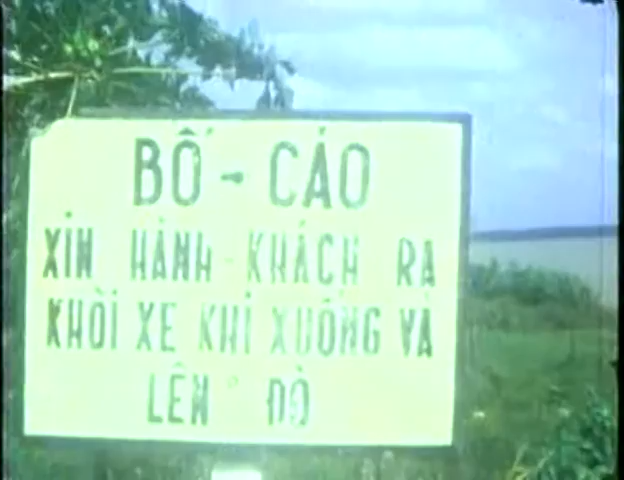 BỐ - CÁO
XIN HÀNH-KHÁCH RA
KHỎI XE KHI XUỐNG VÀ
LÊN ĐÒ